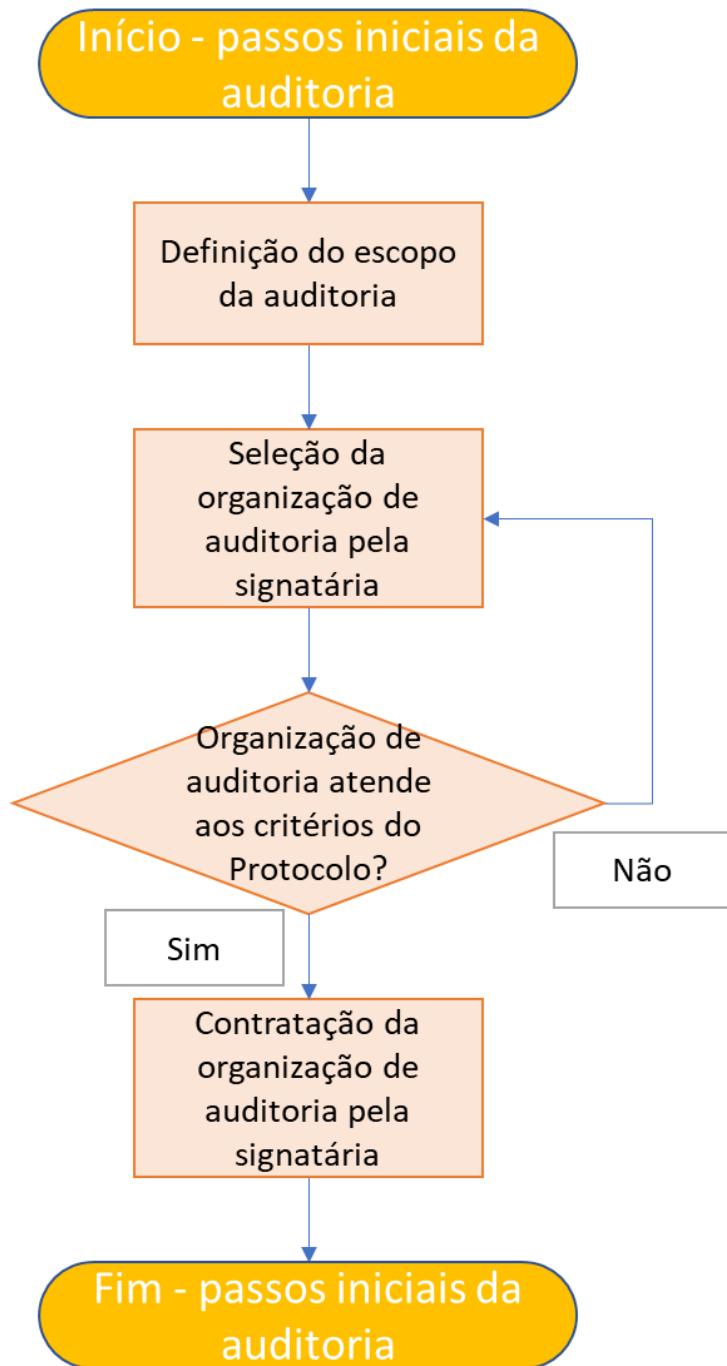 Início - passos iniciais da
auditoria
Definição do escopo
da auditoria
Seleção da
organização de
auditoria pela
signatária
Organização de
auditoria atende
aos critérios do
Protocolo?
Não
Sim
Contratação da
organização de
auditoria pela
signatária
Fim - passos iniciais da
auditoria